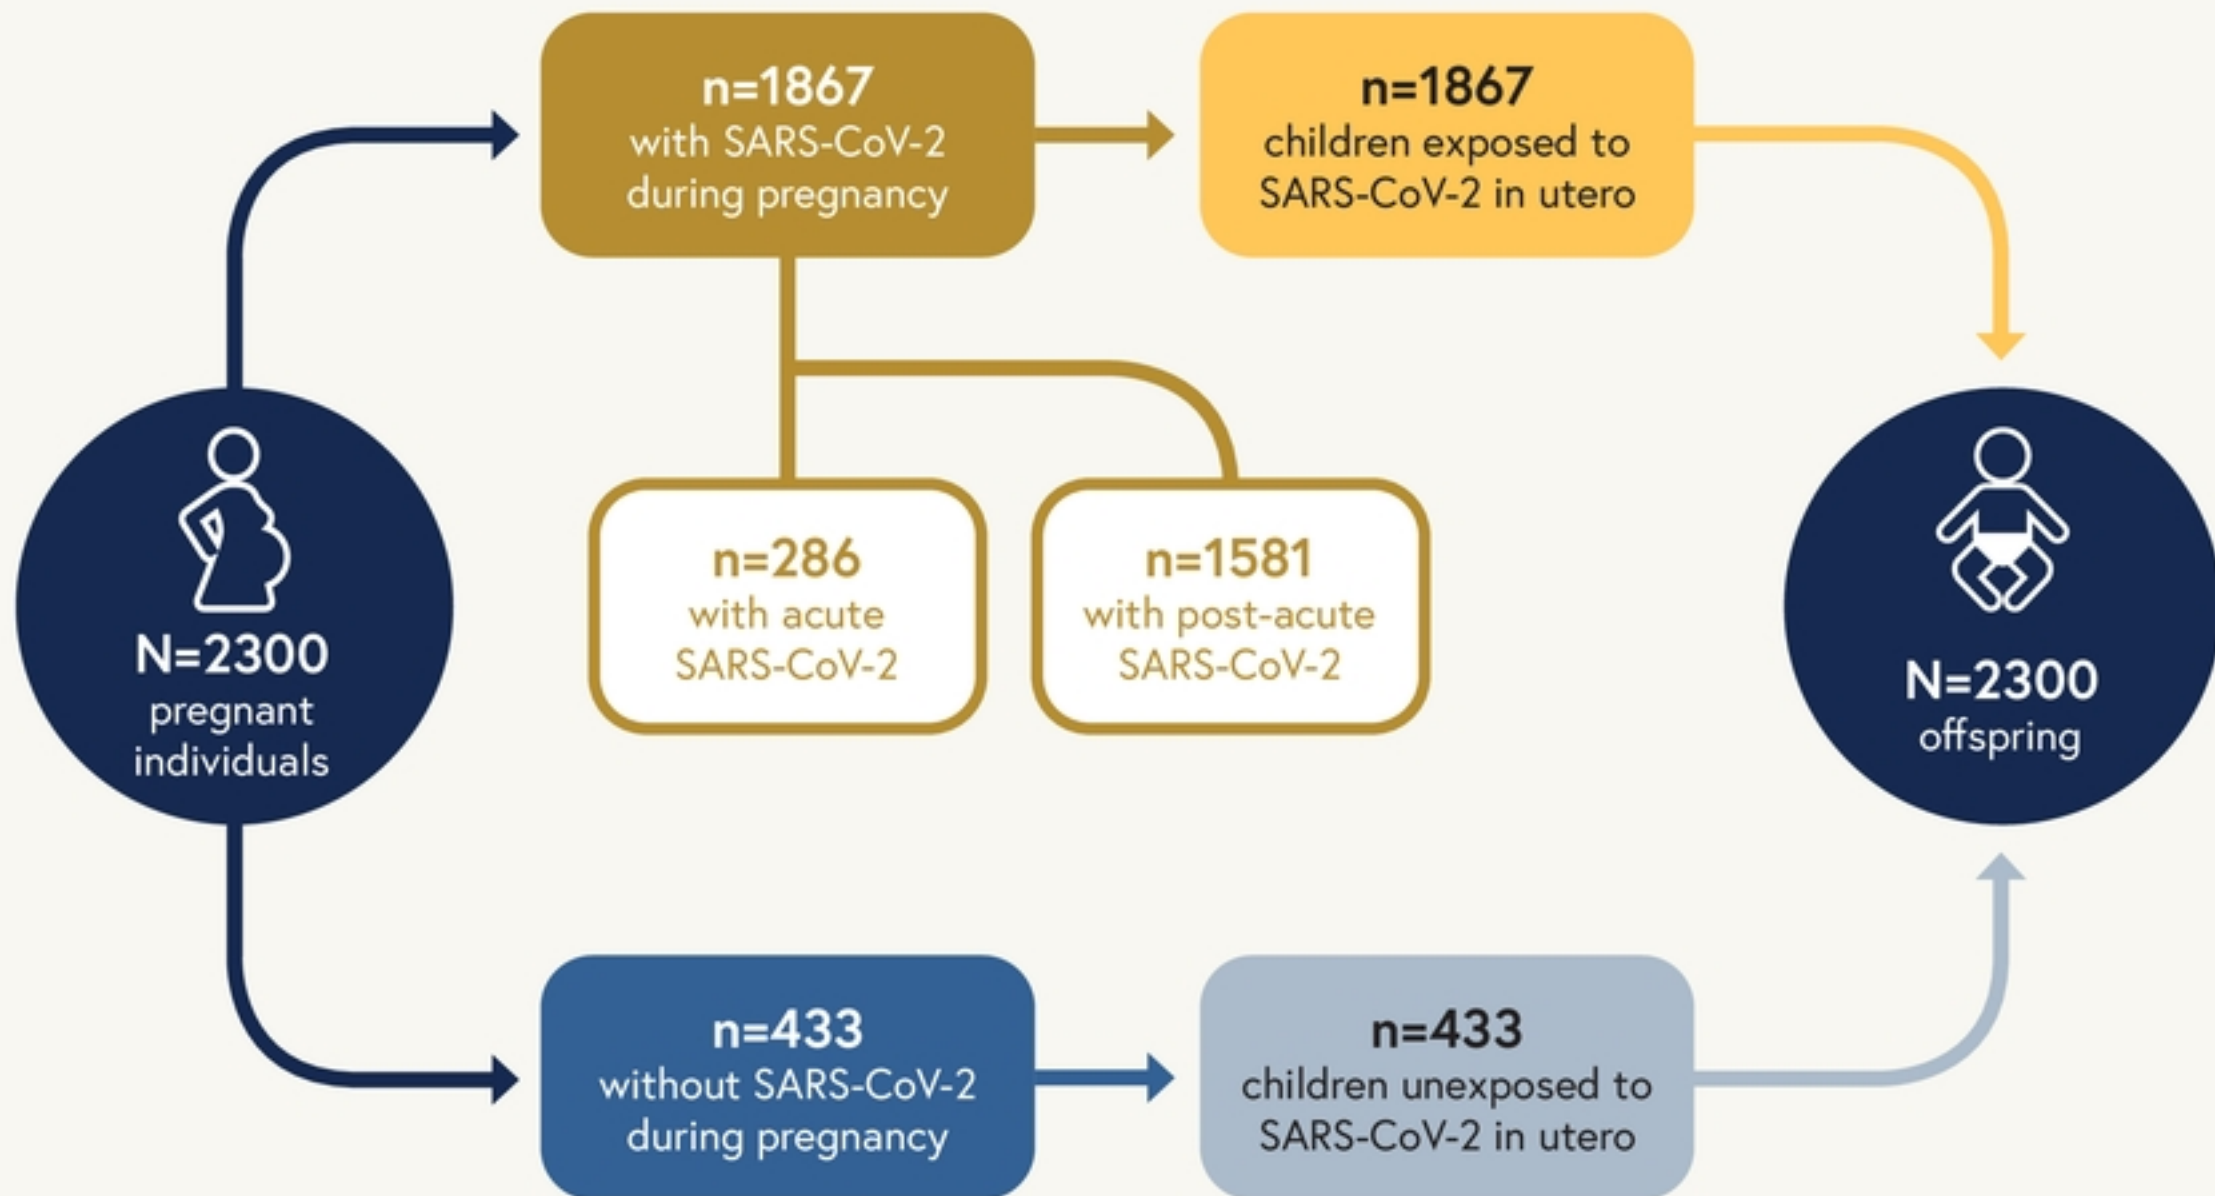 n=1867
with SARS-CoV-2
during pregnancy
n=1867
children exposed to
SARS-CoV-2 in utero
N=2300
pregnant
individuals
n=286
with acute
SARS-CoV-2
n=1581
with post-acute
SARS-CoV-2
N=2300
offspring
n=433
without SARS-CoV-2
during pregnancy
n=433
children unexposed to
SARS-CoV-2 in utero